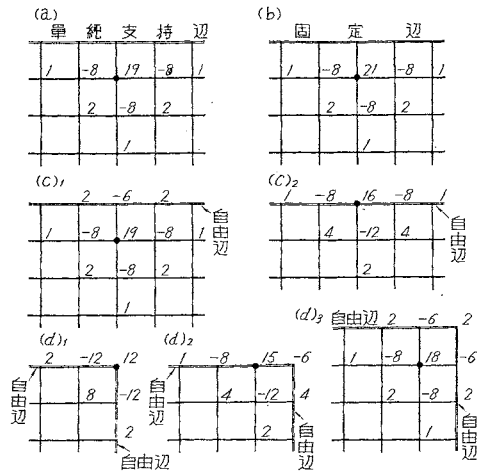 (a)
単純支持辺
1 -8 19 -8 1
2 -8 2
1
(b)
固定辺
1 -8 21 -8 1
2 -8 2
1
(c)1
2 -6 2
自由辺
1 -8 19 -8 1
2 -8 2
1
(c)2
1 -8 16 -8 1
自由辺
4 -12 4
2
(d)1
2 -12 12
自由辺
8 -12
2
自由辺
(d)2
1 -8 15 -6
自由辺
4 -12 4
2
自由辺
(d)3
自由辺 2 -6 2
1 -8 18 -6
2 -8 2
自由辺
1